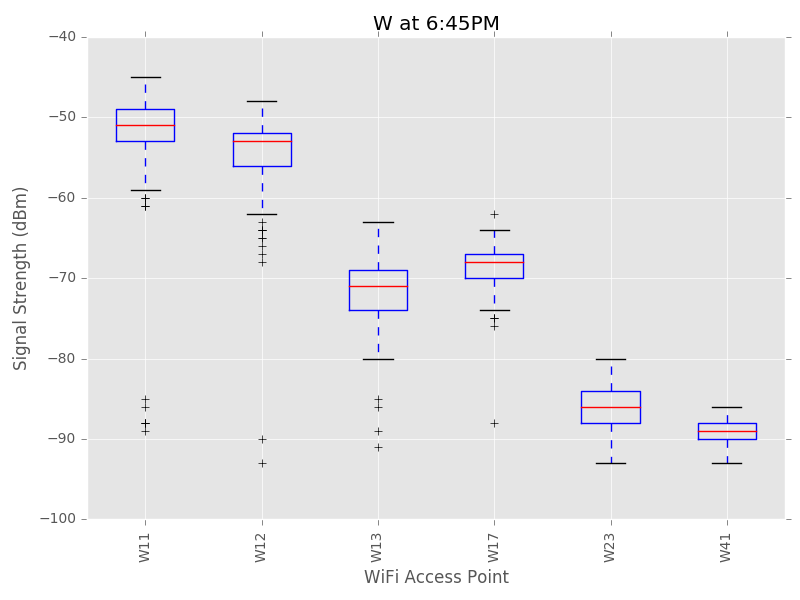 W at 6:45PM
−40
−50
−60
−70
−80
−90
−100
Signal Strength (dBm)
W11
W12
W13
W17
W23
W41
WiFi Access Point